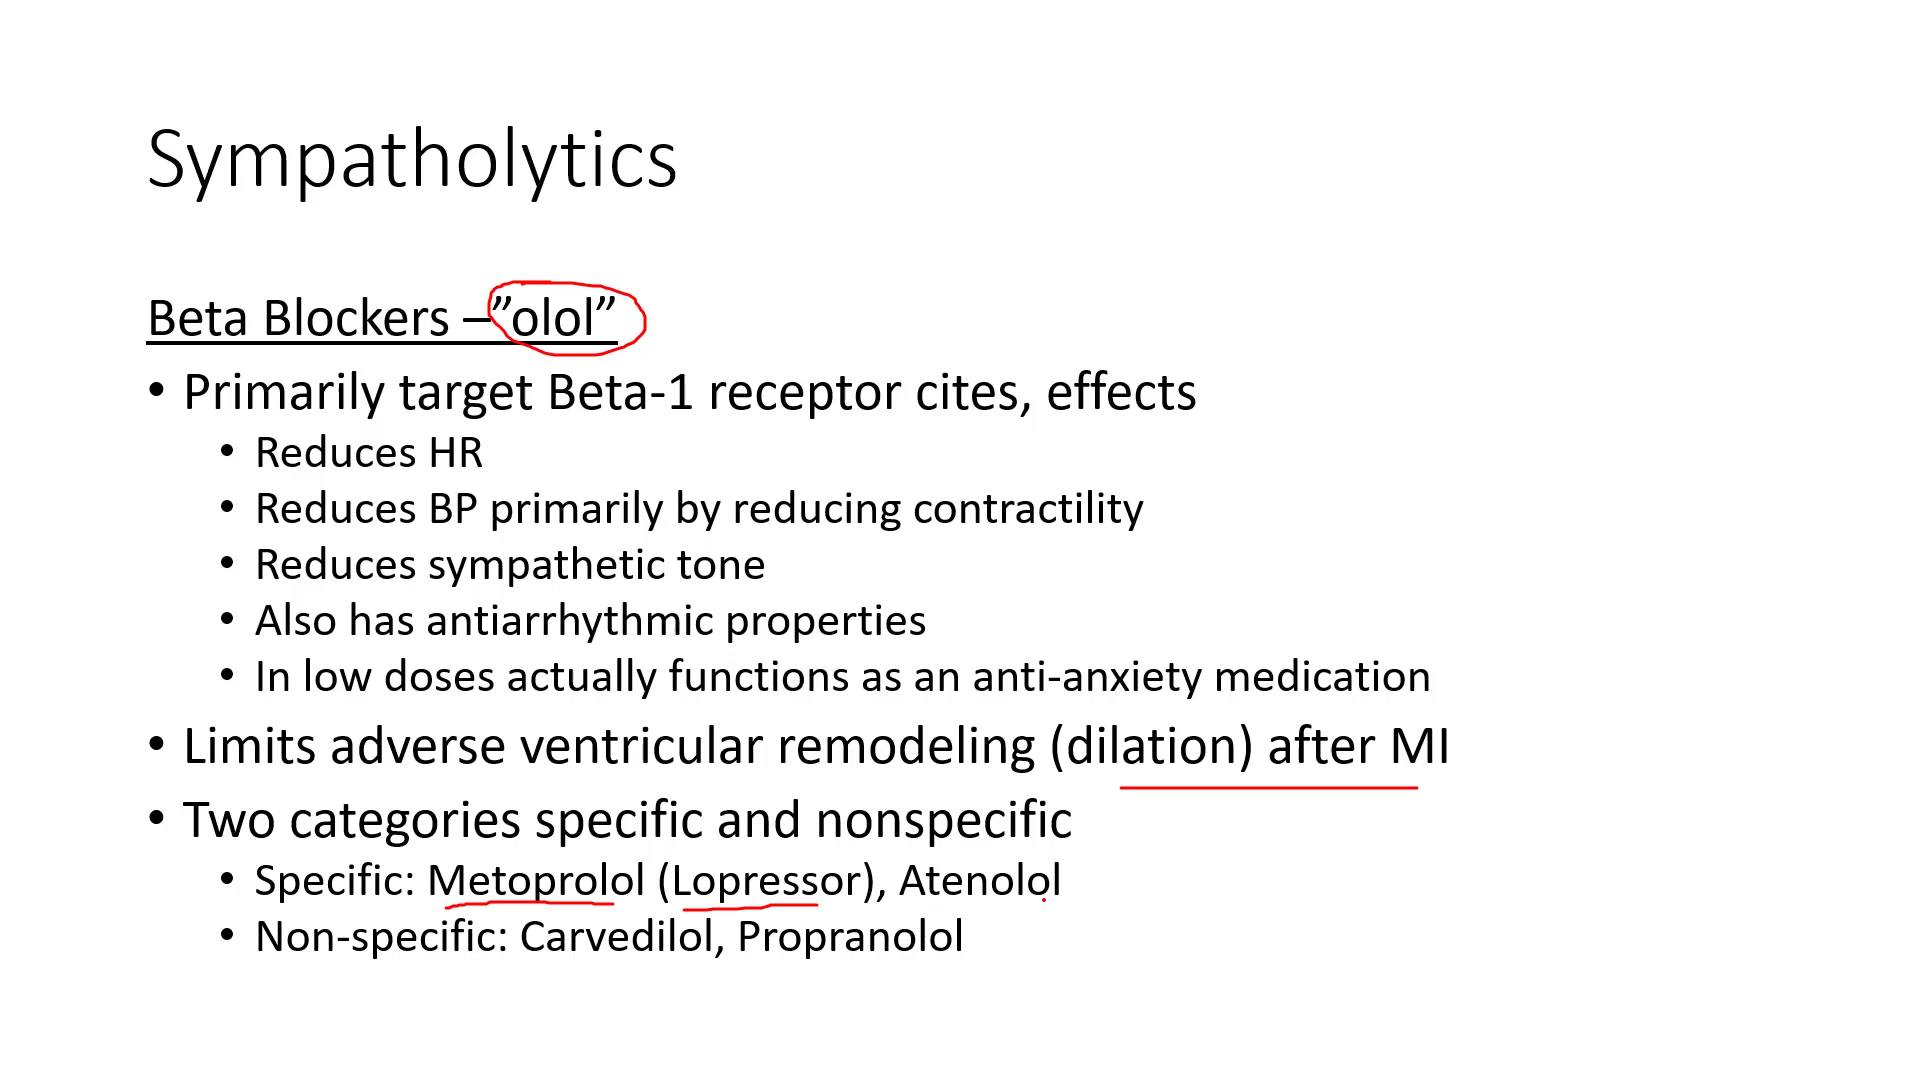 Sympatholytics
Beta Blockers –”olol”
• Primarily target Beta-1 receptor cites, effects
• Reduces HR
• Reduces BP primarily by reducing contractility
• Reduces sympathetic tone
• Also has antiarrhythmic properties
• In low doses actually functions as an anti-anxiety medication
• Limits adverse ventricular remodeling (dilation) after MI
• Two categories specific and nonspecific
• Specific: Metoprolol (Lopressor), Atenolol
• Non-specific: Carvedilol, Propranolol